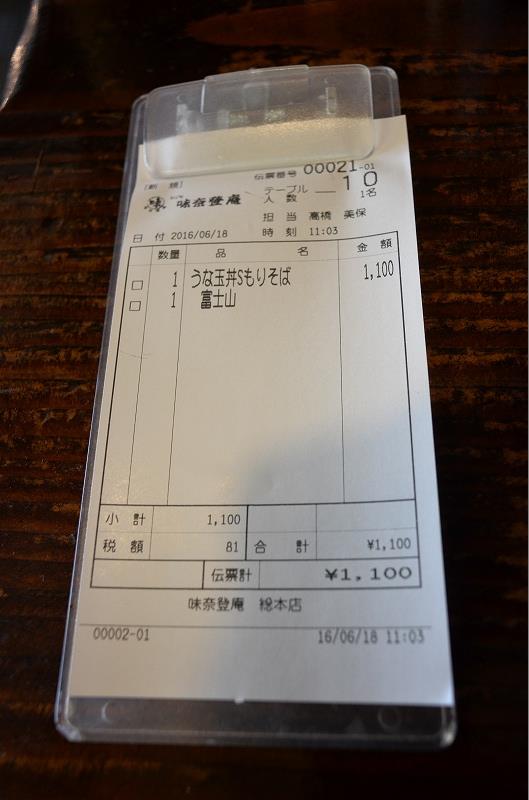 [新規] 伝票番号 00021-01
テーブル 10
味奈登庵 人数 1名
担当 高橋 美保
日付 2016/06/18 時刻 11:03
数量 品名 金額
□ 1 うな玉丼Sもりそば 1,100
□ 1 富士山
小計 1,100
税額 81 合計 ¥1,100
伝票計 ¥1,100
味奈登庵 総本店
00002-01 16/06/18 11:03